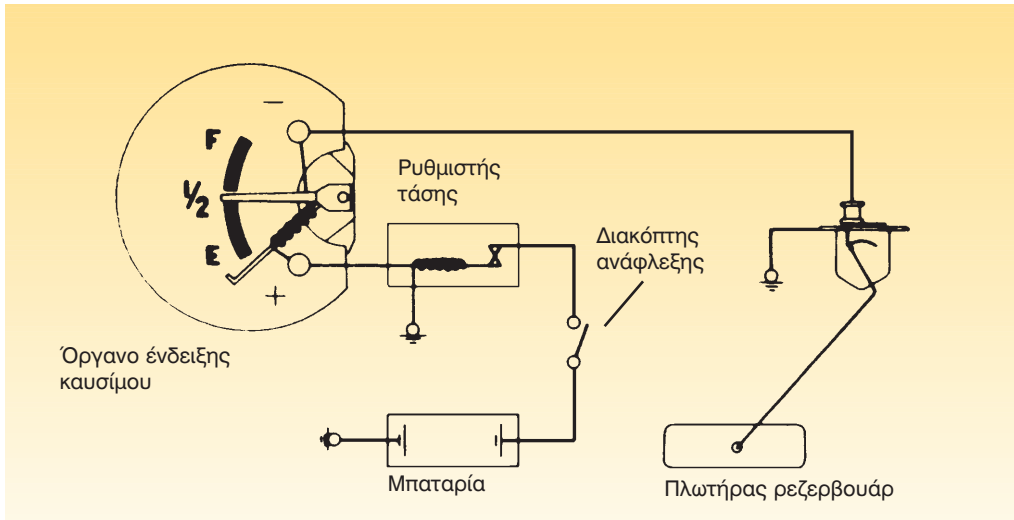 F
1/2
E
−
+
Ρυθμιστής
τάσης
Διακόπτης
ανάφλεξης
Όργανο ένδειξης
καυσίμου
Μπαταρία
Πλωτήρας ρεζερβουάρ